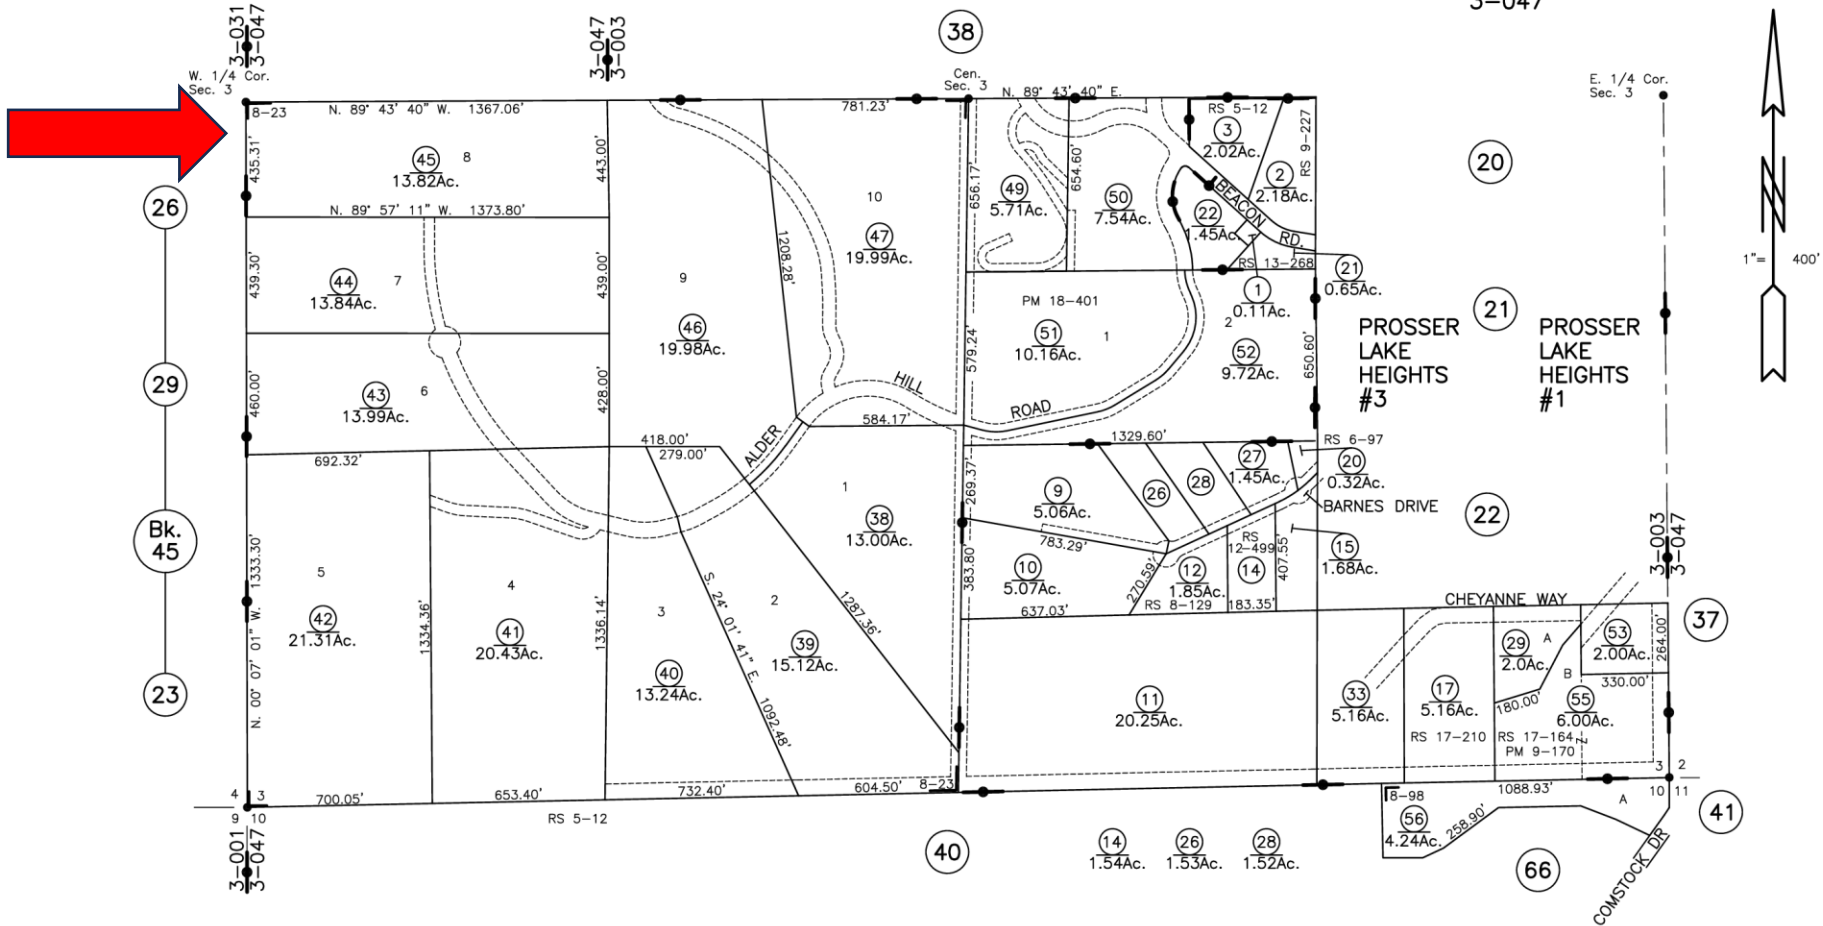 3-047
3-031
3-047
3-047
3-003
38
W. 1/4 Cor.
Sec. 3
Cen.
Sec. 3
E. 1/4 Cor.
Sec. 3
8-23
N. 89° 43' 40" W. 1367.06'
781.23'
N. 89° 43' 40" E.
RS 5-12
RS 9-227
435.31'
443.00'
45
13.82Ac.
8
3
2.02Ac.
2
2.18Ac.
20
656.17'
654.60'
49
5.71Ac.
50
7.54Ac.
22
1.45Ac.
A
BEACON
RD.
RS 13-268
26
N. 89° 57' 11" W. 1373.80'
10
47
19.99Ac.
1208.28'
1"= 400'
N
21
0.65Ac.
1
0.11Ac.
439.30'
439.00'
44
13.84Ac.
7
9
46
19.98Ac.
PM 18-401
51
10.16Ac.
1
2
52
9.72Ac.
579.24'
650.60'
21
PROSSER
LAKE
HEIGHTS
#3
PROSSER
LAKE
HEIGHTS
#1
29
460.00'
428.00'
43
13.99Ac.
6
HILL
ROAD
ALDER
584.17'
418.00'
279.00'
692.32'
1329.60'
RS 6-97
27
1.45Ac.
20
0.32Ac.
BARNES DRIVE
26
28
9
5.06Ac.
269.37'
1
38
13.00Ac.
22
Bk.
45
783.29'
RS
12-499
407.55'
15
1.68Ac.
3-003
3-047
10
5.07Ac.
383.80'
270.59'
12
1.85Ac.
14
637.03'
RS 8-129
183.35'
CHEYANNE WAY
37
5
42
21.31Ac.
1333.30'
N. 00° 07' 01" W.
1334.36'
4
41
20.43Ac.
1336.14'
3
40
13.24Ac.
S. 24° 01' 41" E. 1092.48'
2
39
15.12Ac.
1287.36'
29
2.0Ac.
A
53
2.00Ac.
264.00'
B
330.00'
180.00'
55
6.00Ac.
11
20.25Ac.
33
5.16Ac.
17
5.16Ac.
RS 17-210
RS 17-164
PM 9-170
23
4 3
9 10
700.05'
653.40'
732.40'
604.50'
8-23
RS 5-12
3 2
10 11
1088.93'
8-98
A
56
4.24Ac.
258.90'
41
COMSTOCK DR
66
3-001
3-047
40
14
1.54Ac.
26
1.53Ac.
28
1.52Ac.